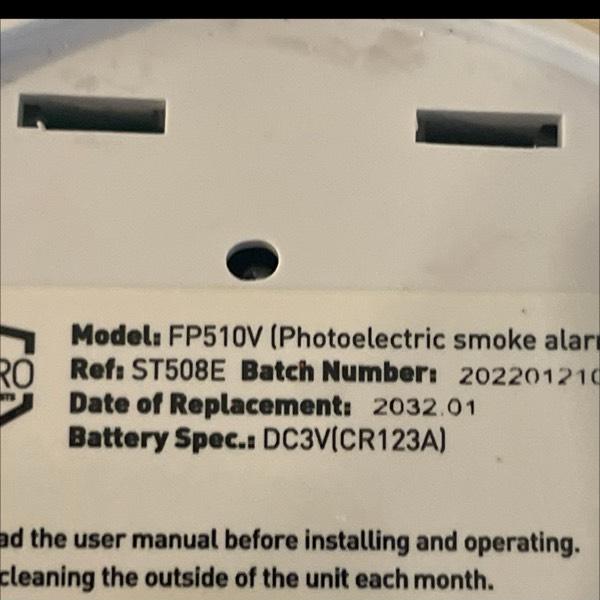 Model: FP510V (Photoelectric smoke alar
RO
Ref: ST508E Batch Number: 202201210
Date of Replacement: 2032.01
Battery Spec.: DC3V(CR123A)
ad the user manual before installing and operating.
cleaning the outside of the unit each month.